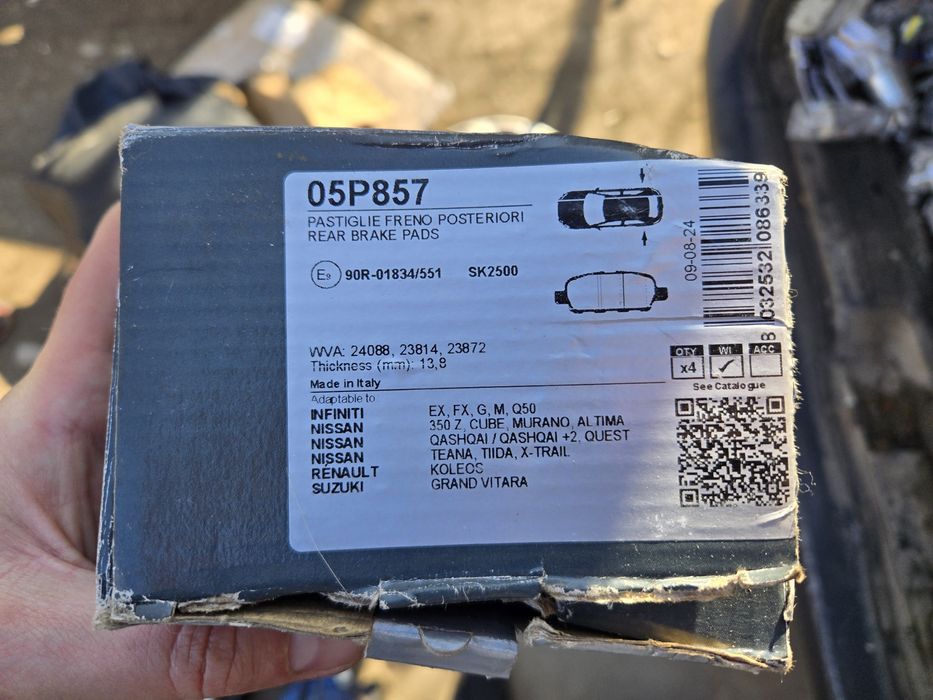 05P857
PASTIGLIE FRENO POSTERIORI
REAR BRAKE PADS
E9 90R-01834/551 SK2500
WVA: 24088, 23814, 23872
Thickness (mm): 13,8
Made in Italy
Adaptable to
INFINITI EX, FX, G, M, Q50
NISSAN 350 Z, CUBE, MURANO, ALTIMA
NISSAN QASHQAI / QASHQAI +2, QUEST
NISSAN TEANA, TIIDA, X-TRAIL
RENAULT KOLEOS
SUZUKI GRAND VITARA
09-08-24
8 032532 086339
QTY WI ACC
x4 ✓
See Catalogue